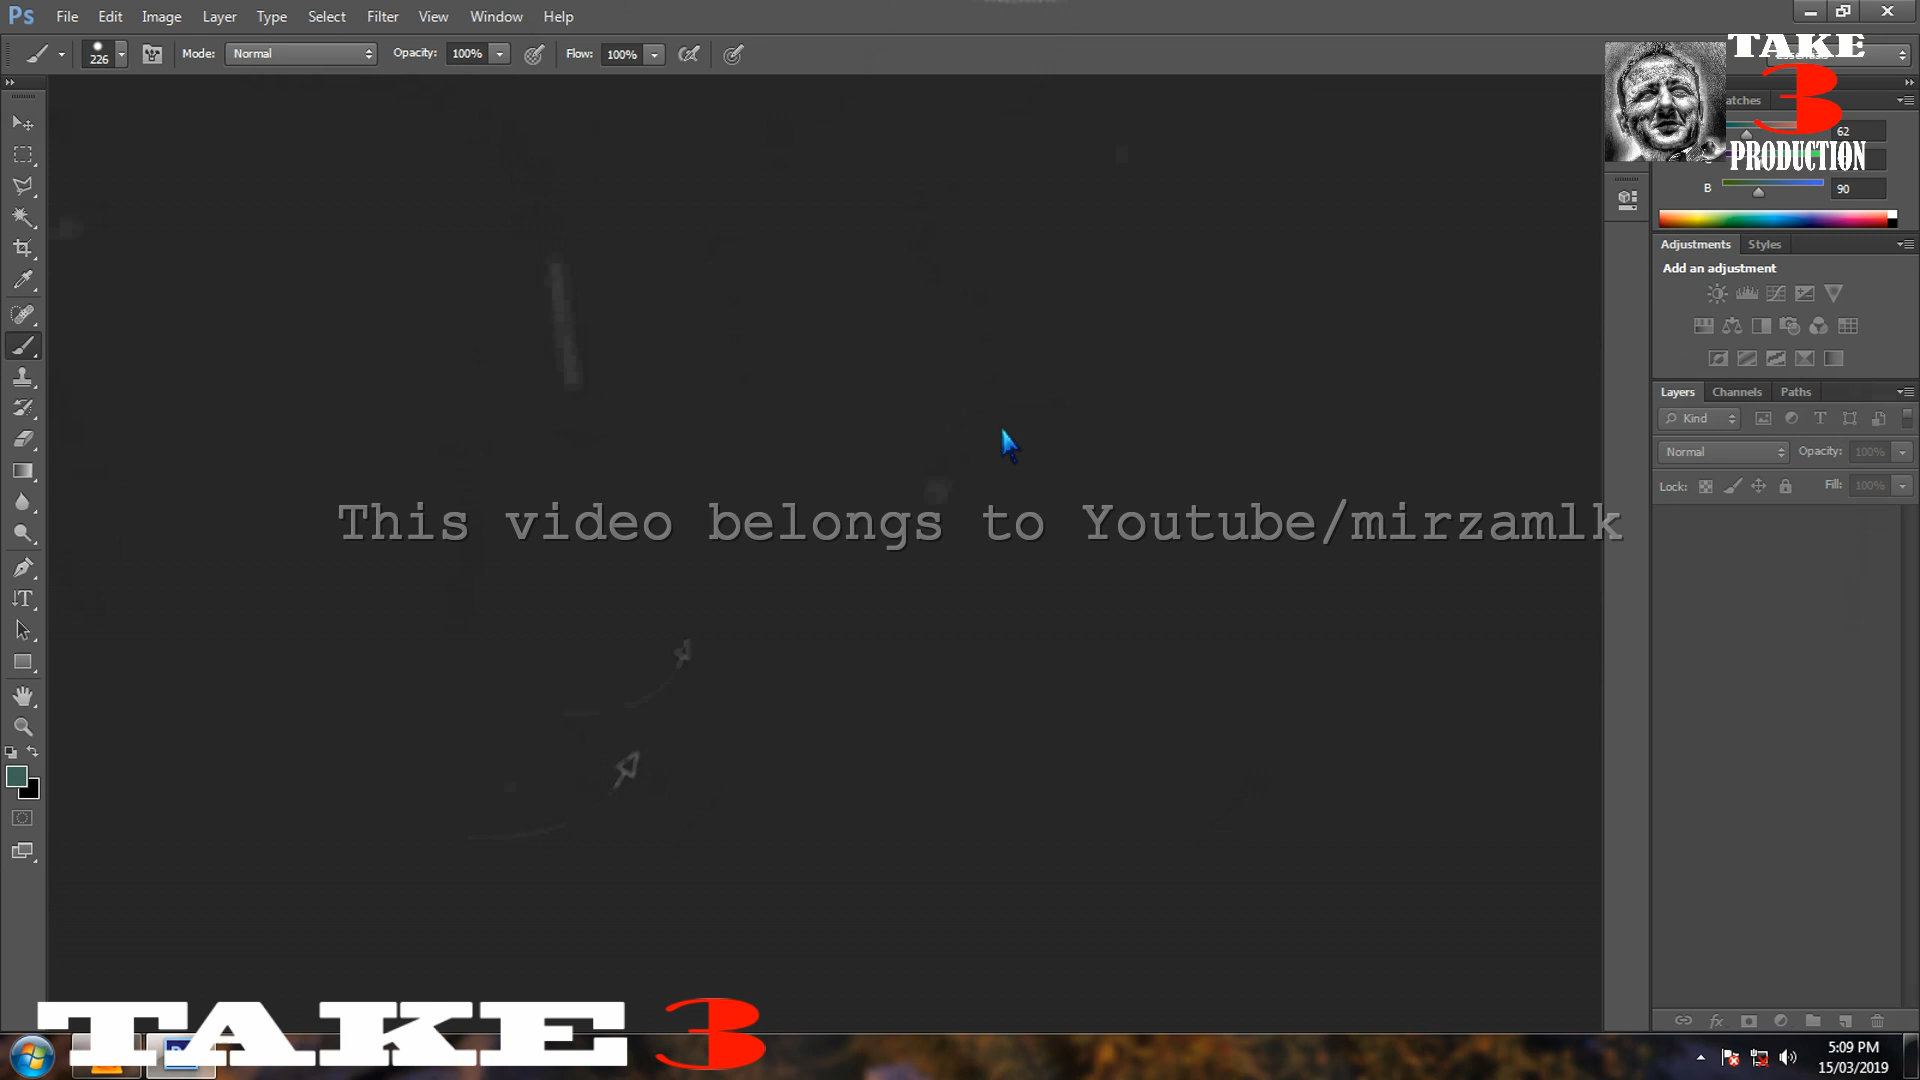 Ps File Edit Image Layer Type Select Filter View Window Help
226 Mode: Normal Opacity: 100% Flow: 100%
TAKE
3
PRODUCTION
62
B 90
Adjustments Styles
Add an adjustment
Layers Channels Paths
Kind
Normal Opacity: 100%
Lock: Fill: 100%
This video belongs to Youtube/mirzamlk
TAKE 3
5:09 PM
15/03/2019